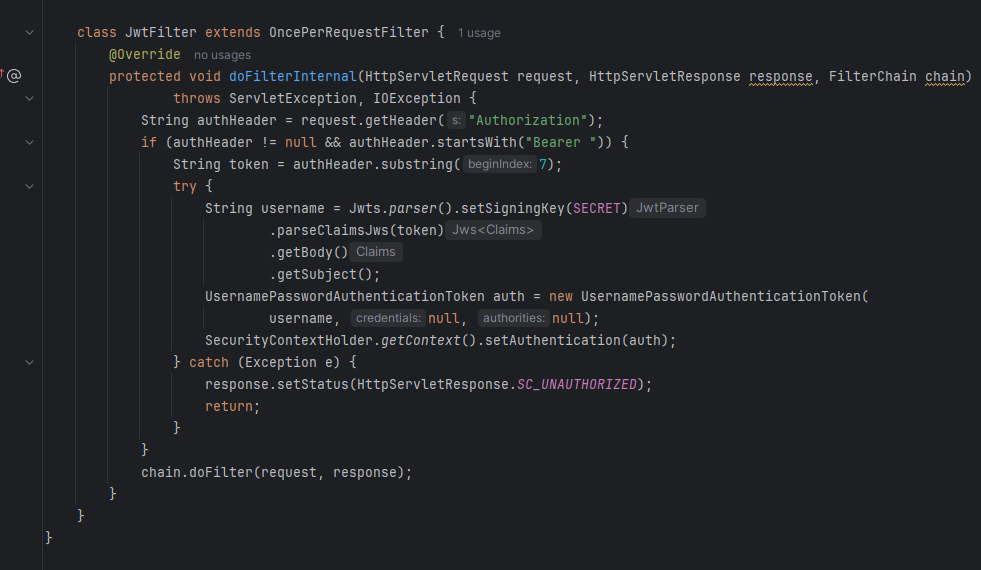 class JwtFilter extends OncePerRequestFilter { 1 usage
@Override no usages
protected void doFilterInternal(HttpServletRequest request, HttpServletResponse response, FilterChain chain)
throws ServletException, IOException {
String authHeader = request.getHeader( s: "Authorization");
if (authHeader != null && authHeader.startsWith("Bearer ")) {
String token = authHeader.substring( beginIndex: 7);
try {
String username = Jwts.parser().setSigningKey(SECRET) JwtParser
.parseClaimsJws(token) Jws<Claims>
.getBody() Claims
.getSubject();
UsernamePasswordAuthenticationToken auth = new UsernamePasswordAuthenticationToken(
username, credentials: null, authorities: null);
SecurityContextHolder.getContext().setAuthentication(auth);
} catch (Exception e) {
response.setStatus(HttpServletResponse.SC_UNAUTHORIZED);
return;
}
}
chain.doFilter(request, response);
}
}
}